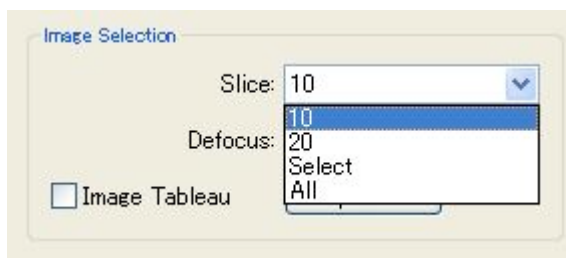 Image Selection
Slice: 10
10
Defocus: 20
Select
Image Tableau All